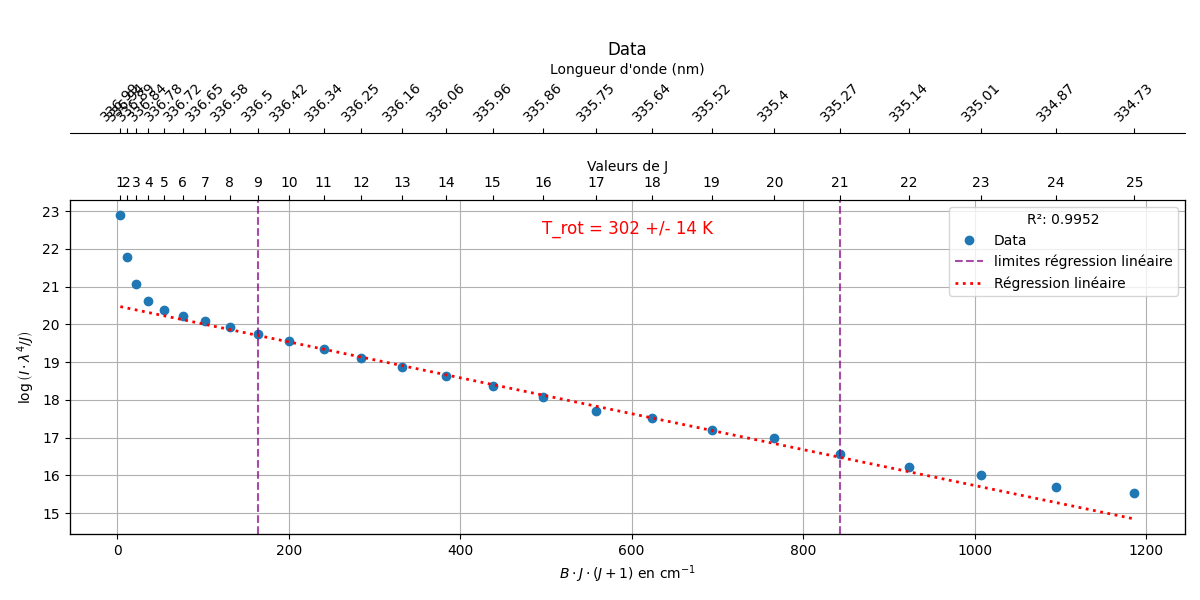 Data
Longueur d'onde (nm)
336.89 336.84 336.78 336.72 336.65 336.58 336.5 336.42 336.34 336.25 336.16 336.06 335.96 335.86 335.75 335.64 335.52 335.4 335.27 335.14 335.01 334.87 334.73
Valeurs de J
1 2 3 4 5 6 7 8 9 10 11 12 13 14 15 16 17 18 19 20 21 22 23 24 25
T_rot = 302 +/- 14 K
R²: 0.9952
Data
limites régression linéaire
Régression linéaire
23
22
21
20
19
18
17
16
15
log (I · λ⁴/J)
0 200 400 600 800 1000 1200
B · J · (J + 1) en cm⁻¹